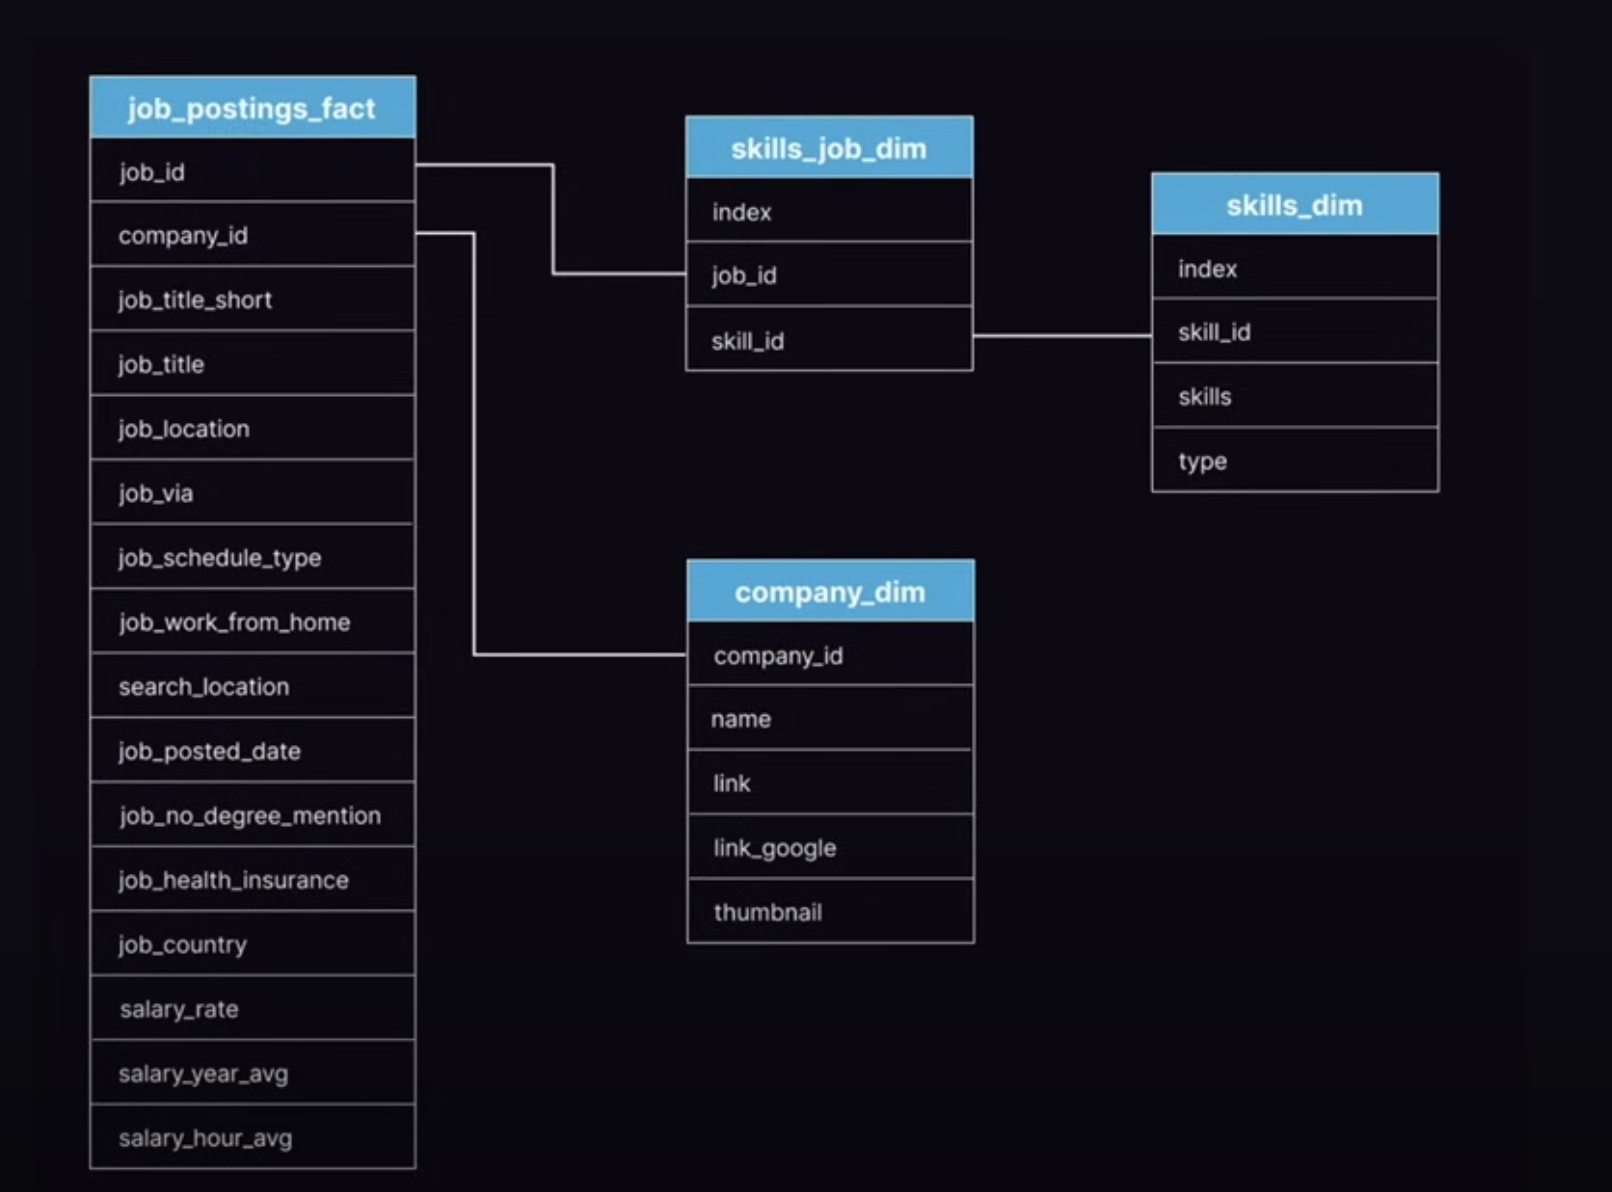 job_postings_fact
job_id
company_id
job_title_short
job_title
job_location
job_via
job_schedule_type
job_work_from_home
search_location
job_posted_date
job_no_degree_mention
job_health_insurance
job_country
salary_rate
salary_year_avg
salary_hour_avg
skills_job_dim
index
job_id
skill_id
skills_dim
index
skill_id
skills
type
company_dim
company_id
name
link
link_google
thumbnail